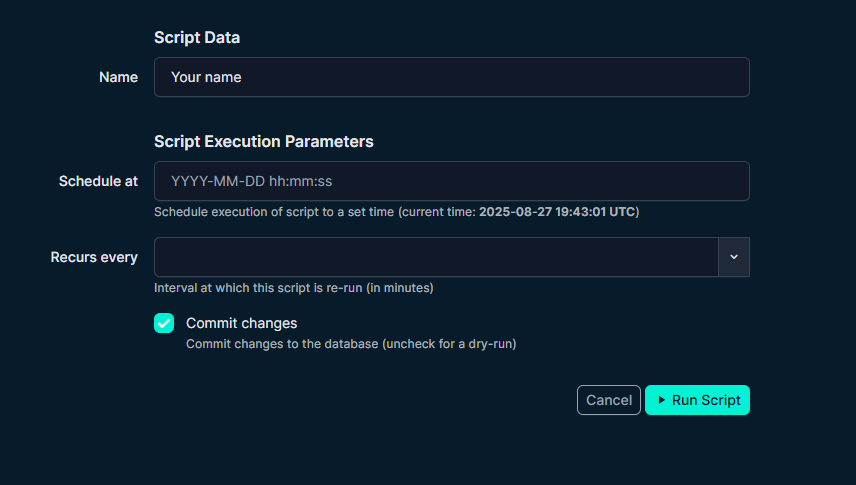 Script Data
Name Your name
Script Execution Parameters
Schedule at YYYY-MM-DD hh:mm:ss
Schedule execution of script to a set time (current time: 2025-08-27 19:43:01 UTC)
Recurs every
Interval at which this script is re-run (in minutes)
Commit changes
Commit changes to the database (uncheck for a dry-run)
Cancel Run Script